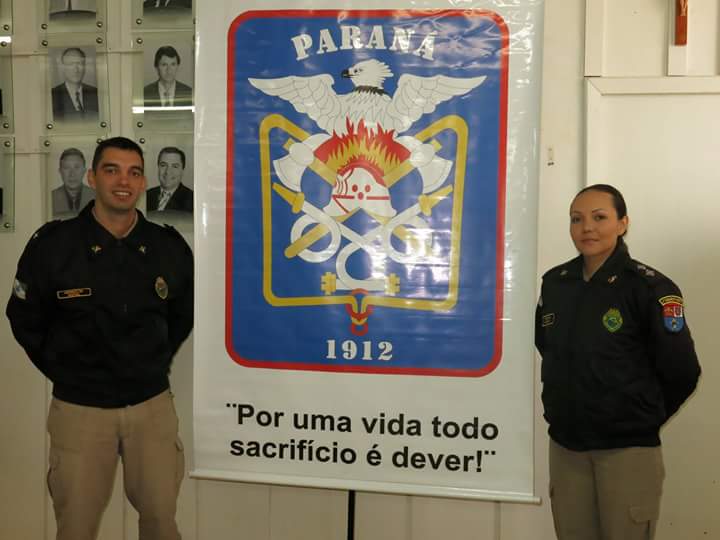 PARANÁ
1912
¨Por uma vida todo
sacrifício é dever!¨